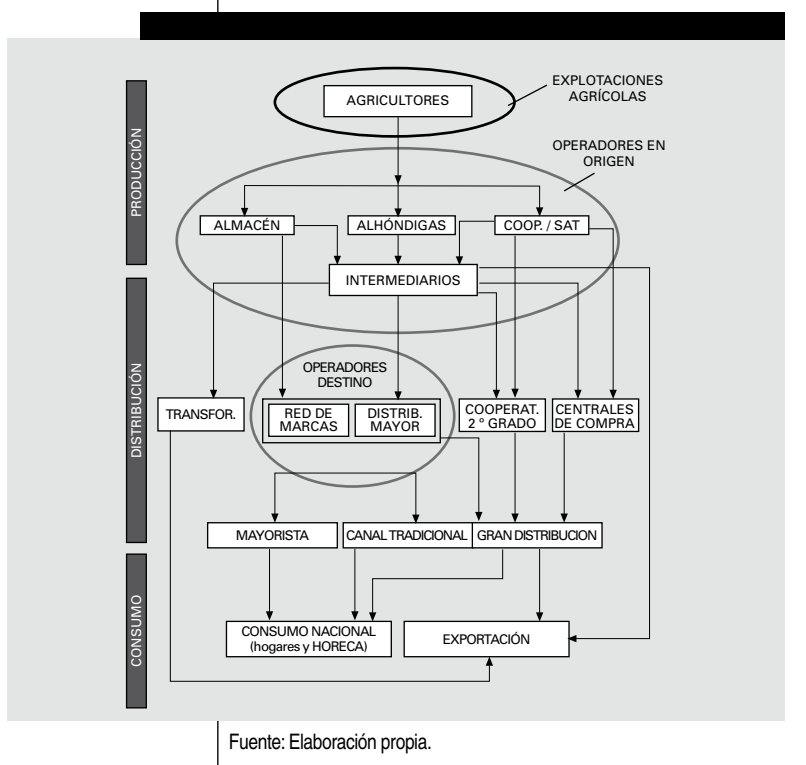 EXPLOTACIONES
AGRÍCOLAS
AGRICULTORES
OPERADORES EN
ORIGEN
PRODUCCIÓN
ALMACÉN
ALHÓNDIGAS
COOP. / SAT
INTERMEDIARIOS
DISTRIBUCIÓN
OPERADORES
DESTINO
TRANSFOR.
RED DE
MARCAS
DISTRIB.
MAYOR
COOPERAT.
2 º GRADO
CENTRALES
DE COMPRA
MAYORISTA
CANAL TRADICIONAL
GRAN DISTRIBUCION
CONSUMO
CONSUMO NACIONAL
(hogares y HORECA)
EXPORTACIÓN
Fuente: Elaboración propia.